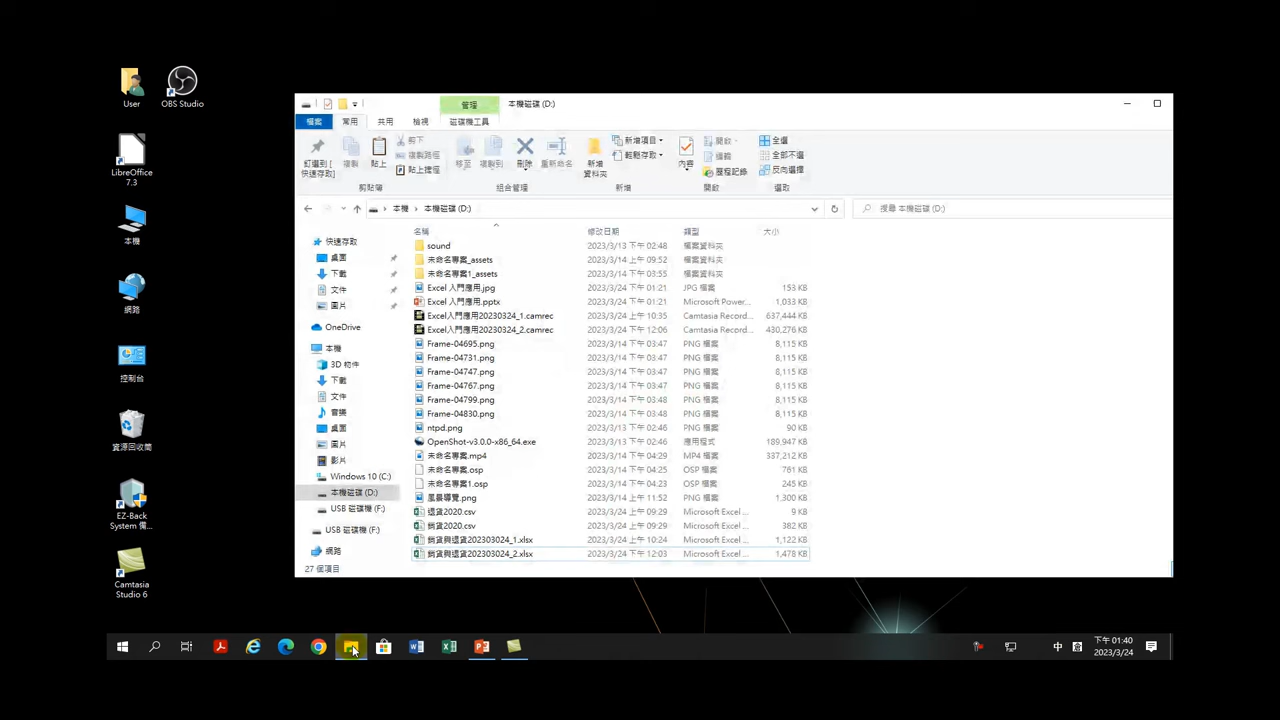 User
OBS Studio
LibreOffice
7.3
本機
網路
控制台
資源回收筒
EZ-Back
System 備...
Camtasia
Studio 6
管理
本機磁碟 (D:)
檔案
常用
共用
檢視
磁碟機工具
釘選到 [
快速存取]
複製
貼上
剪下
複製路徑
貼上捷徑
剪貼簿
移至
複製到
刪除
重新命名
組合管理
新增
資料夾
新增項目
輕鬆存取
新增
內容
開啟
編輯
歷程記錄
開啟
全選
全部不選
反向選擇
選取
本機
本機磁碟 (D:)
搜尋 本機磁碟 (D:)
快速存取
桌面
下載
文件
圖片
OneDrive
本機
3D 物件
下載
文件
音樂
桌面
圖片
影片
Windows 10 (C:)
本機磁碟 (D:)
USB 磁碟機 (F:)
USB 磁碟機 (F:)
網路
名稱 修改日期 類型 大小
sound 2023/3/13 下午 02:48 檔案資料夾
未命名專案_assets 2023/3/14 上午 09:52 檔案資料夾
未命名專案1_assets 2023/3/14 下午 03:55 檔案資料夾
Excel 入門應用.jpg 2023/3/24 下午 01:21 JPG 檔案 153 KB
Excel 入門應用.pptx 2023/3/24 下午 01:21 Microsoft Power... 1,033 KB
Excel入門應用20230324_1.camrec 2023/3/24 上午 10:35 Camtasia Record... 637,444 KB
Excel入門應用20230324_2.camrec 2023/3/24 下午 12:06 Camtasia Record... 430,276 KB
Frame-04695.png 2023/3/14 下午 03:47 PNG 檔案 8,115 KB
Frame-04731.png 2023/3/14 下午 03:47 PNG 檔案 8,115 KB
Frame-04747.png 2023/3/14 下午 03:47 PNG 檔案 8,115 KB
Frame-04767.png 2023/3/14 下午 03:47 PNG 檔案 8,115 KB
Frame-04799.png 2023/3/14 下午 03:48 PNG 檔案 8,115 KB
Frame-04830.png 2023/3/14 下午 03:48 PNG 檔案 8,115 KB
ntpd.png 2023/3/13 下午 02:46 PNG 檔案 90 KB
OpenShot-v3.0.0-x86_64.exe 2023/3/13 下午 02:46 應用程式 189,947 KB
未命名專案.mp4 2023/3/14 下午 04:29 MP4 檔案 337,212 KB
未命名專案.osp 2023/3/14 下午 04:25 OSP 檔案 761 KB
未命名專案1.osp 2023/3/14 下午 04:23 OSP 檔案 245 KB
風景導覽.png 2023/3/14 上午 11:52 PNG 檔案 1,300 KB
退貨2020.csv 2023/3/24 上午 09:29 Microsoft Excel ... 9 KB
銷貨2020.csv 2023/3/24 上午 09:29 Microsoft Excel ... 382 KB
銷貨與退貨202303024_1.xlsx 2023/3/24 上午 10:24 Microsoft Excel ... 1,122 KB
銷貨與退貨202303024_2.xlsx 2023/3/24 下午 12:03 Microsoft Excel ... 1,478 KB
27 個項目
中
下午 01:40
2023/3/24